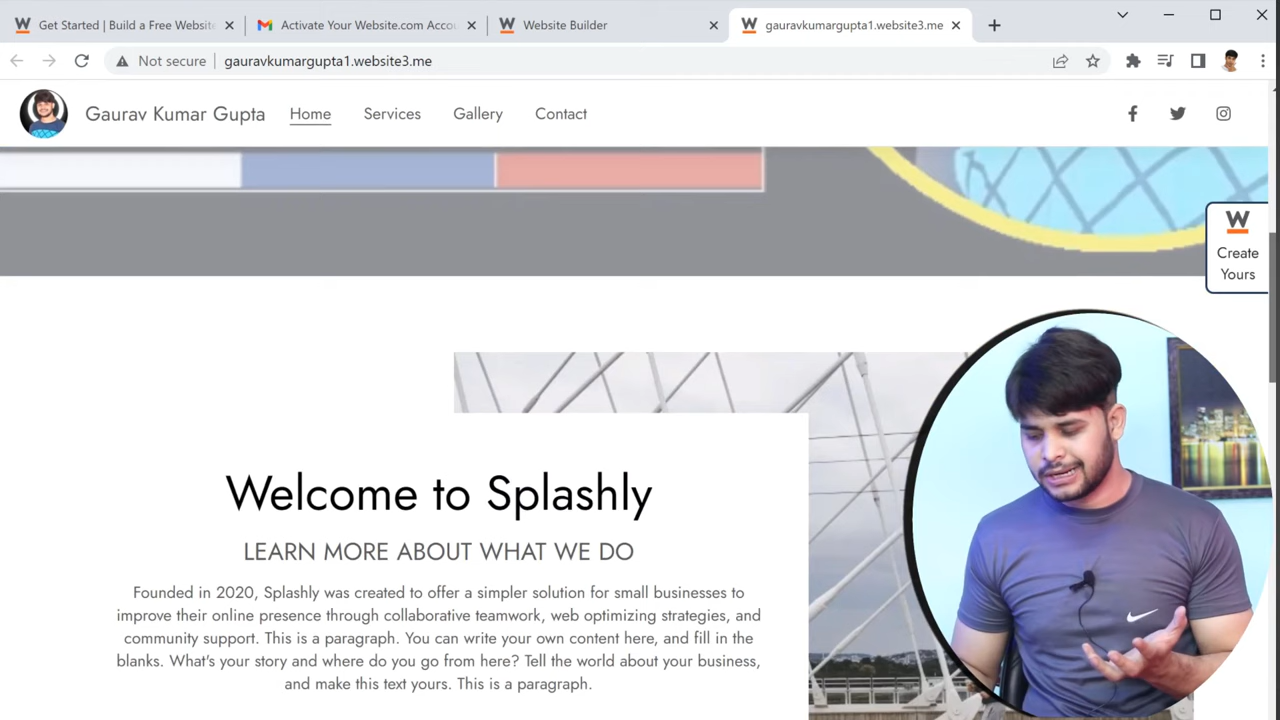 Get Started | Build a Free Website
Activate Your Website.com Acco
Website Builder
gauravkumargupta1.website3.me
Not secure
gauravkumargupta1.website3.me
Gaurav Kumar Gupta
Home
Services
Gallery
Contact
W
Create
Yours
Welcome to Splashly
LEARN MORE ABOUT WHAT WE DO
Founded in 2020, Splashly was created to offer a simpler solution for small businesses to
improve their online presence through collaborative teamwork, web optimizing strategies, and
community support. This is a paragraph. You can write your own content here, and fill in the
blanks. What's your story and where do you go from here? Tell the world about your business,
and make this text yours. This is a paragraph.